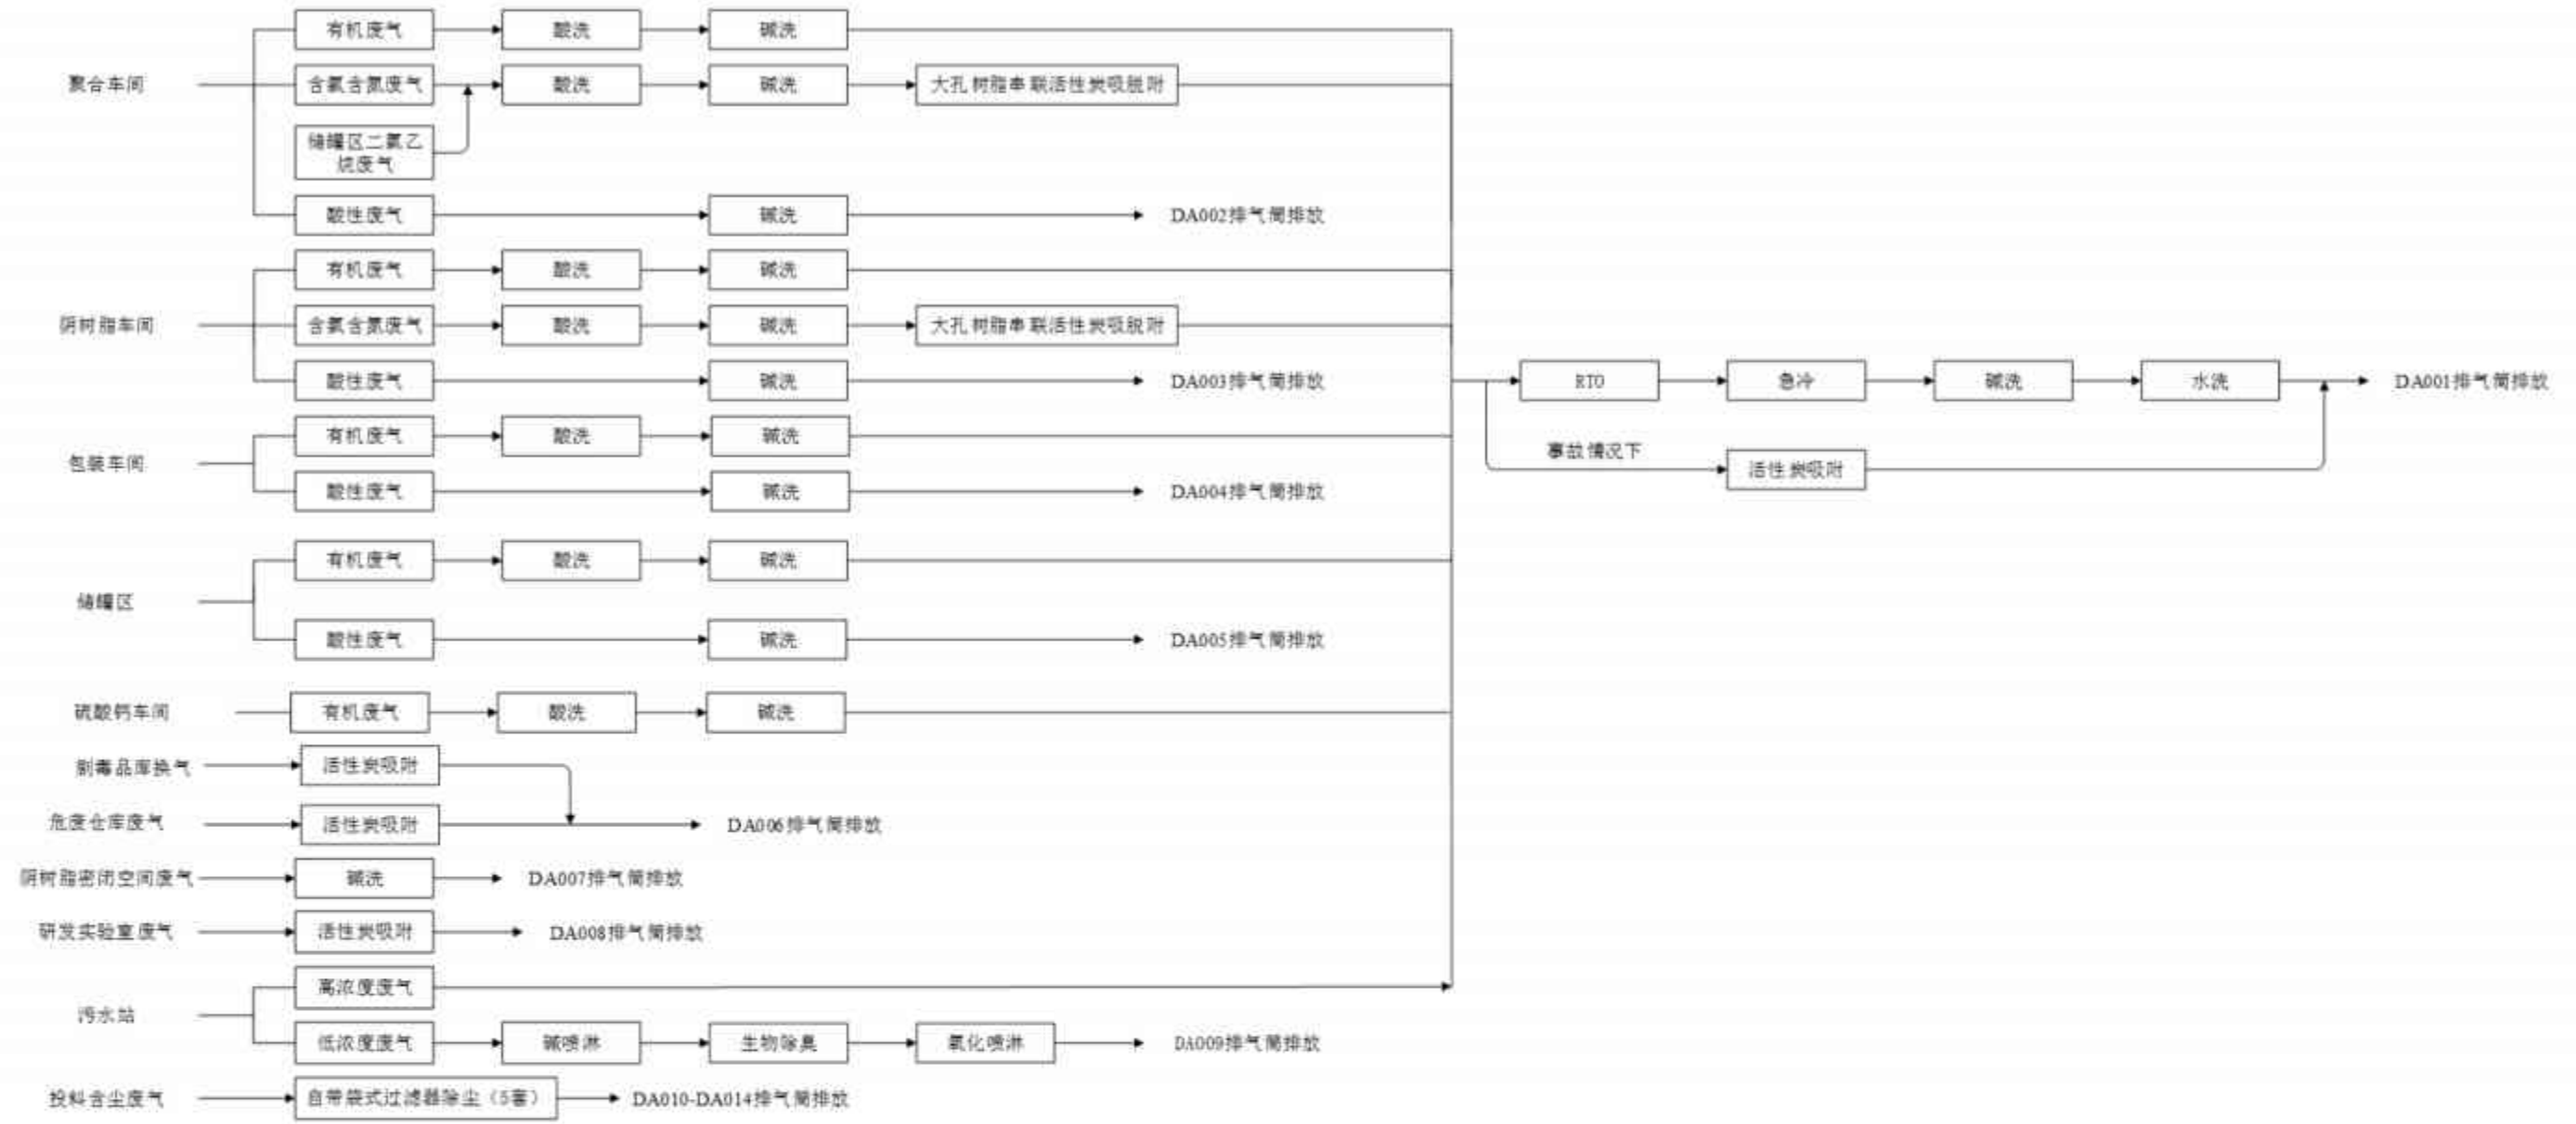 有机废气 酸洗 碱洗
聚合车间 含氯含氮废气 酸洗 碱洗 大孔树脂串联活性炭吸脱附
储罐区二氯乙
烷废气
酸性废气 碱洗 DA002排气筒排放
有机废气 酸洗 碱洗
阴树脂车间 含氯含氮废气 酸洗 碱洗 大孔树脂串联活性炭吸脱附
酸性废气 碱洗 DA003排气筒排放 RTO 急冷 碱洗 水洗 DA001排气筒排放
有机废气 酸洗 碱洗
事故情况下
包装车间
活性炭吸附
酸性废气 碱洗 DA004排气筒排放
有机废气 酸洗 碱洗
储罐区
酸性废气 碱洗 DA005排气筒排放
硫酸钙车间 有机废气 酸洗 碱洗
剧毒品库换气 活性炭吸附
危废仓库废气 活性炭吸附 DA006排气筒排放
阴树脂密闭空间废气 碱洗 DA007排气筒排放
研发实验室废气 活性炭吸附 DA008排气筒排放
高浓度废气
污水站
低浓度废气 碱喷淋 生物除臭 氧化喷淋 DA009排气筒排放
投料含尘废气 自带袋式过滤器除尘（5套） DA010-DA014排气筒排放